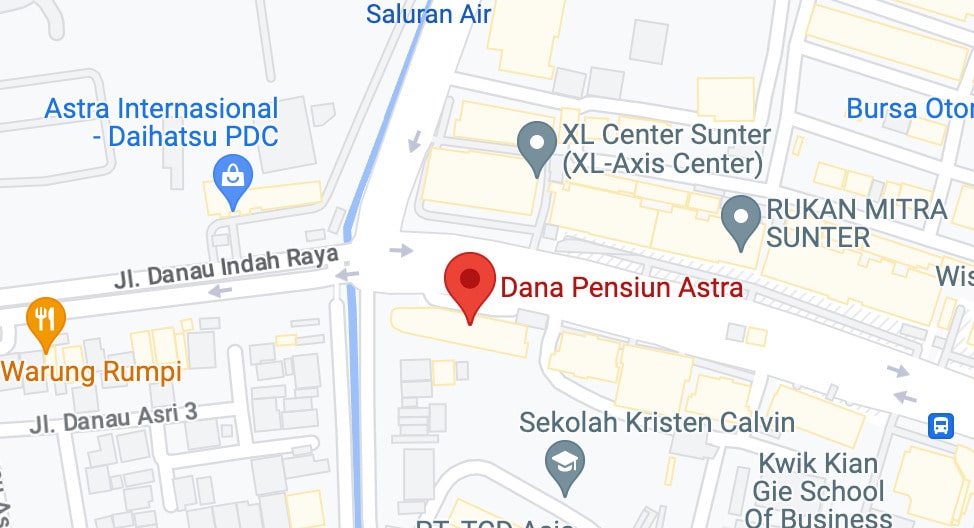 Saluran Air
Astra Internasional
- Daihatsu PDC
XL Center Sunter
(XL-Axis Center)
Bursa Oto
RUKAN MITRA
SUNTER
Jl. Danau Indah Raya
Dana Pensiun Astra
Wis
Warung Rumpi
Jl. Danau Asri 3
Sekolah Kristen Calvin
Kwik Kian
Gie School
Of Business